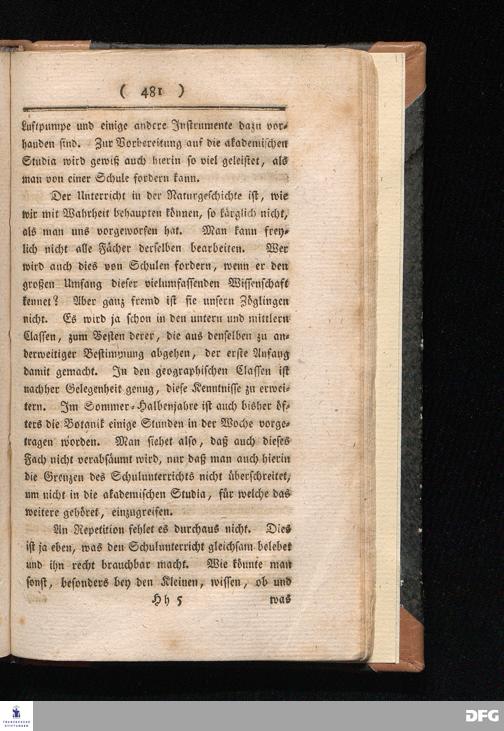 ( 481 )
Luftpumpe und einige andere Instrumente dazu vor-
handen sind. Zur Vorbereitung auf die akademischen
Studia wird gewiß auch hierin so viel geleistet, als
man von einer Schule fordern kann.
Der Unterricht in der Naturgeschichte ist, wie
wir mit Wahrheit behaupten können, so kärglich nicht,
als man uns vorgeworfen hat. Man kann frey-
lich nicht alle Fächer derselben bearbeiten. Wer
wird auch dies von Schulen fordern, wenn er den
großen Umfang dieser vielumfassenden Wissenschaft
kennet? Aber ganz fremd ist sie unsern Zöglingen
nicht. Es wird ja schon in den untern und mittlern
Classen, zum Besten derer, die aus denselben zu an-
derweitiger Bestimmung abgehen, der erste Anfang
damit gemacht. In den geographischen Classen ist
nachher Gelegenheit genug, diese Kenntnisse zu erwei-
tern. Im Sommer-Halbenjahre ist auch bisher öf-
ters die Botanik einige Stunden in der Woche vorge-
tragen worden. Man siehet also, daß auch dieses
Fach nicht verabsäumt wird, nur daß man auch hierin
die Grenzen des Schulunterrichts nicht überschreitet,
um nicht in die akademischen Studia, für welche das
weitere gehöret, einzugreifen.
An Repetition fehlet es durchaus nicht. Dies
ist ja eben, was den Schulunterricht gleichsam belebet
und ihn recht brauchbar macht. Wie könnte man
sonst, besonders bey den Kleinen, wissen, ob und
Hh 5 was
FRANCKESCHE
STIFTUNGEN
DFG